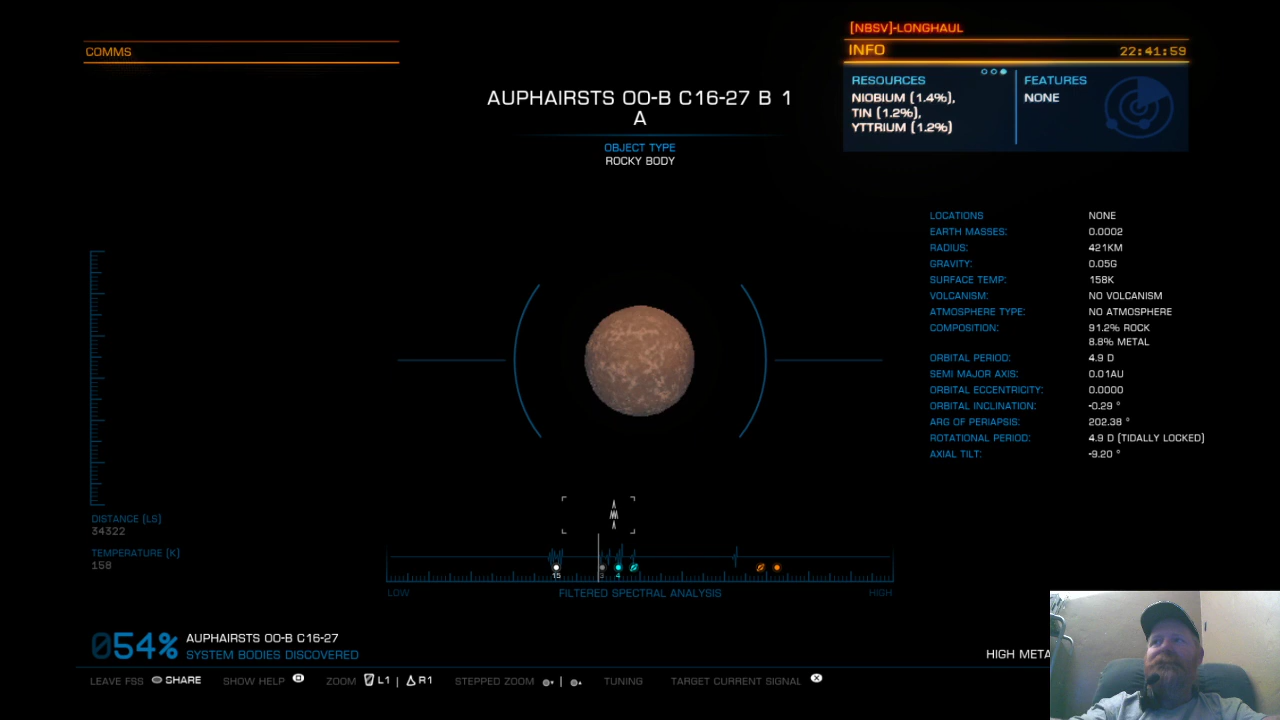 COMMS
[NBSV]-LONGHAUL
INFO
22:41:59
RESOURCES
NIOBIUM (1.4%),
TIN (1.2%),
YTTRIUM (1.2%)
FEATURES
NONE
AUPHAIRSTS OO-B C16-27 B 1
A
OBJECT TYPE
ROCKY BODY
LOCATIONS NONE
EARTH MASSES: 0.0002
RADIUS: 421KM
GRAVITY: 0.05G
SURFACE TEMP: 158K
VOLCANISM: NO VOLCANISM
ATMOSPHERE TYPE: NO ATMOSPHERE
COMPOSITION: 91.2% ROCK
8.8% METAL
ORBITAL PERIOD: 4.9 D
SEMI MAJOR AXIS: 0.01AU
ORBITAL ECCENTRICITY: 0.0000
ORBITAL INCLINATION: -0.29 °
ARG OF PERIAPSIS: 202.38 °
ROTATIONAL PERIOD: 4.9 D (TIDALLY LOCKED)
AXIAL TILT: -9.20 °
DISTANCE (LS)
34322
TEMPERATURE (K)
158
15 3 4
LOW FILTERED SPECTRAL ANALYSIS HIGH
054% AUPHAIRSTS OO-B C16-27
SYSTEM BODIES DISCOVERED
HIGH META
LEAVE FSS SHARE SHOW HELP ZOOM L1 | R1 STEPPED ZOOM | TUNING TARGET CURRENT SIGNAL